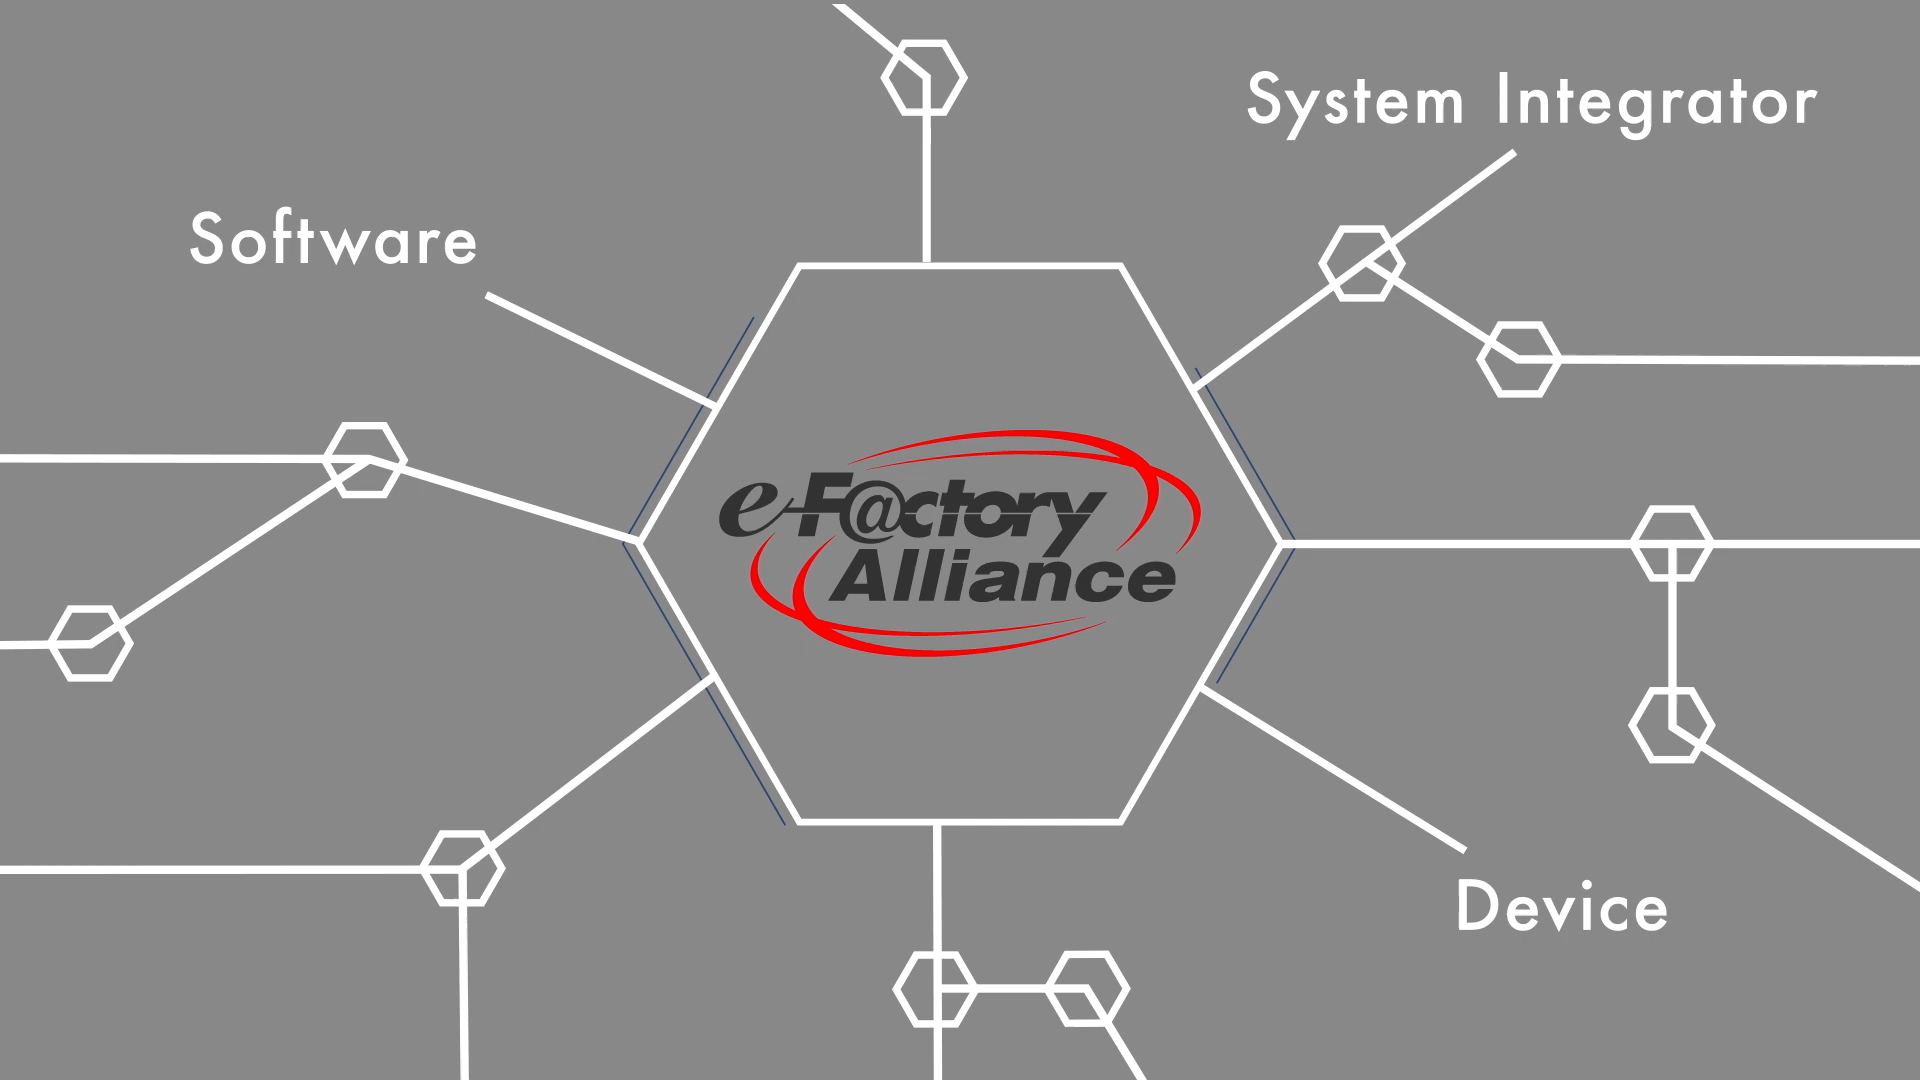 System Integrator
Software
e-F@ctory
Alliance
Device